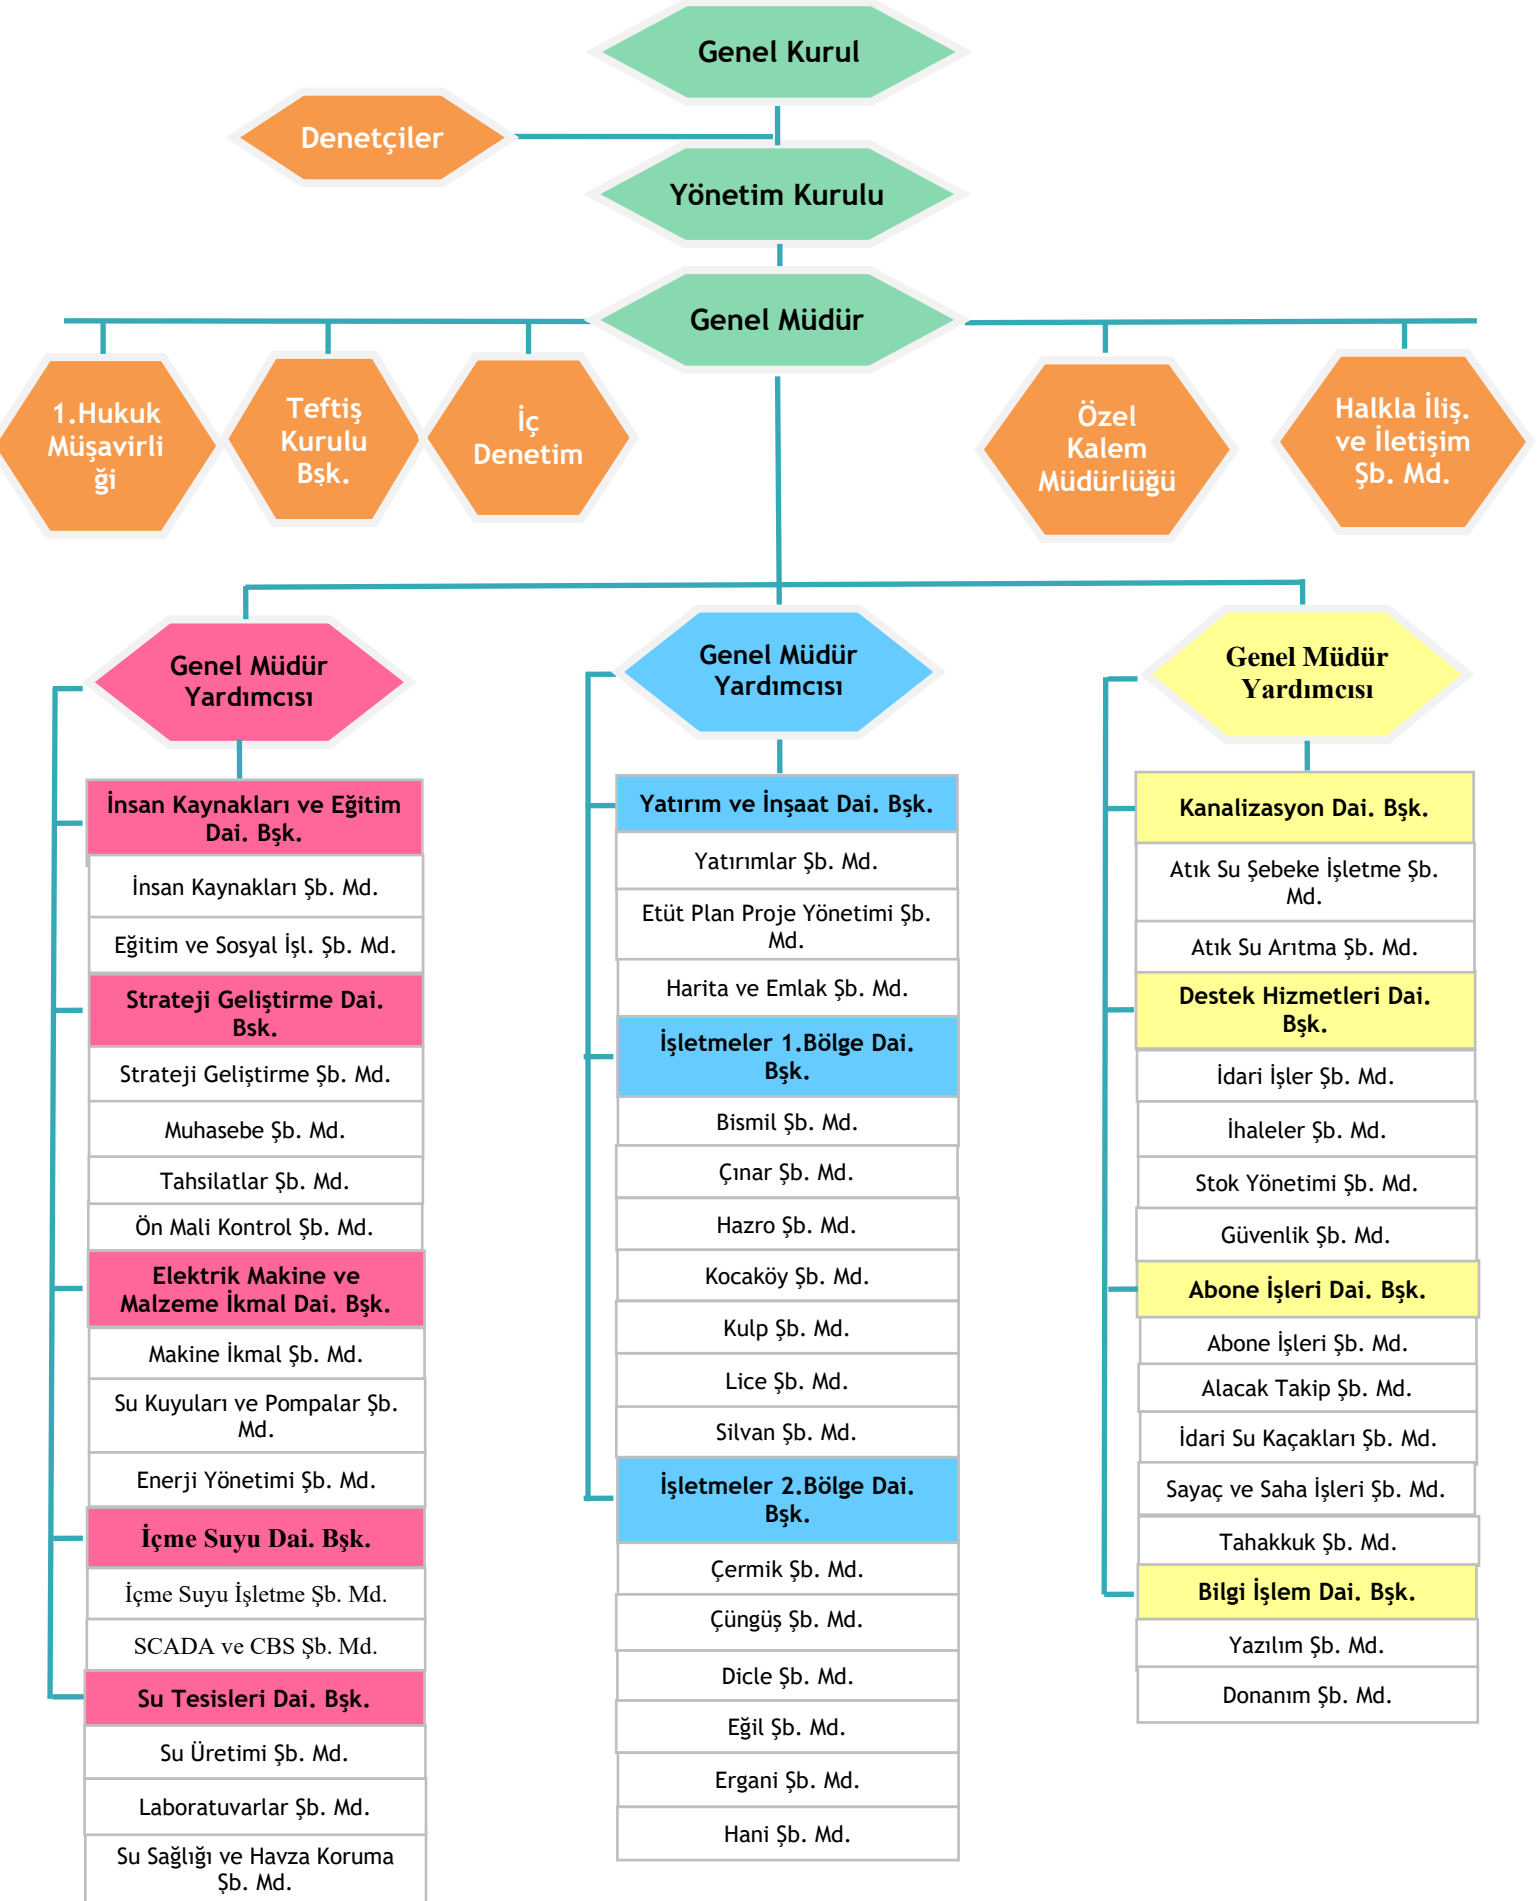 Genel Kurul
Denetçiler
Yönetim Kurulu
Genel Müdür
1.Hukuk
Müşavirli
ği
Teftiş
Kurulu
Bşk.
İç
Denetim
Özel
Kalem
Müdürlüğü
Halkla İliş.
ve İletişim
Şb. Md.
Genel Müdür
Yardımcısı
İnsan Kaynakları ve Eğitim
Dai. Bşk.
İnsan Kaynakları Şb. Md.
Eğitim ve Sosyal İşl. Şb. Md.
Strateji Geliştirme Dai.
Bsk.
Strateji Geliştirme Şb. Md.
Muhasebe Şb. Md.
Tahsilatlar Şb. Md.
Ön Mali Kontrol Şb. Md.
Elektrik Makine ve
Malzeme İkmal Dai. Bşk.
Makine İkmal Şb. Md.
Su Kuyuları ve Pompalar Şb.
Md.
Enerji Yönetimi Şb. Md.
İçme Suyu Dai. Bşk.
İçme Suyu İşletme Şb. Md.
SCADA ve CBS Şb. Md.
Su Tesisleri Dai. Bşk.
Su Üretimi Şb. Md.
Laboratuvarlar Şb. Md.
Su Sağlığı ve Havza Koruma
Şb. Md.
Genel Müdür
Yardımcısı
Yatırım ve İnşaat Dai. Bşk.
Yatırımlar Şb. Md.
Etüt Plan Proje Yönetimi Şb.
Md.
Harita ve Emlak Şb. Md.
İşletmeler 1.Bölge Dai.
Bşk.
Bismil Şb. Md.
Çınar Şb. Md.
Hazro Şb. Md.
Kocaköy Şb. Md.
Kulp Şb. Md.
Lice Şb. Md.
Silvan Şb. Md.
İşletmeler 2.Bölge Dai.
Bşk.
Çermik Şb. Md.
Çüngüş Şb. Md.
Dicle Şb. Md.
Eğil Şb. Md.
Ergani Şb. Md.
Hani Şb. Md.
Genel Müdür
Yardımcısı
Kanalizasyon Dai. Bşk.
Atık Su Şebeke İşletme Şb.
Md.
Atık Su Arıtma Şb. Md.
Destek Hizmetleri Dai.
Bşk.
İdari İşler Şb. Md.
İhaleler Şb. Md.
Stok Yönetimi Şb. Md.
Güvenlik Şb. Md.
Abone İşleri Dai. Bşk.
Abone İşleri Şb. Md.
Alacak Takip Şb. Md.
İdari Su Kaçakları Şb. Md.
Sayaç ve Saha İşleri Şb. Md.
Tahakkuk Şb. Md.
Bilgi İşlem Dai. Bşk.
Yazılım Şb. Md.
Donanım Şb. Md.